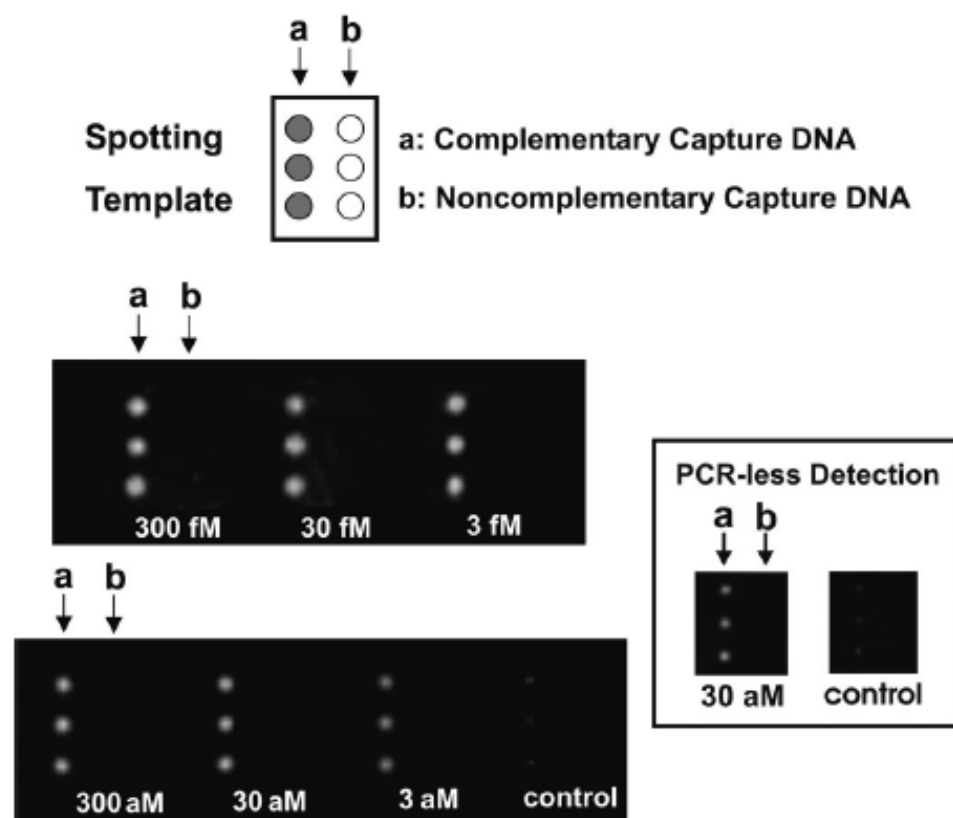 a b
Spotting
Template
a: Complementary Capture DNA
b: Noncomplementary Capture DNA
a b
300 fM 30 fM 3 fM
a b
300 aM 30 aM 3 aM control
PCR-less Detection
a b
30 aM control